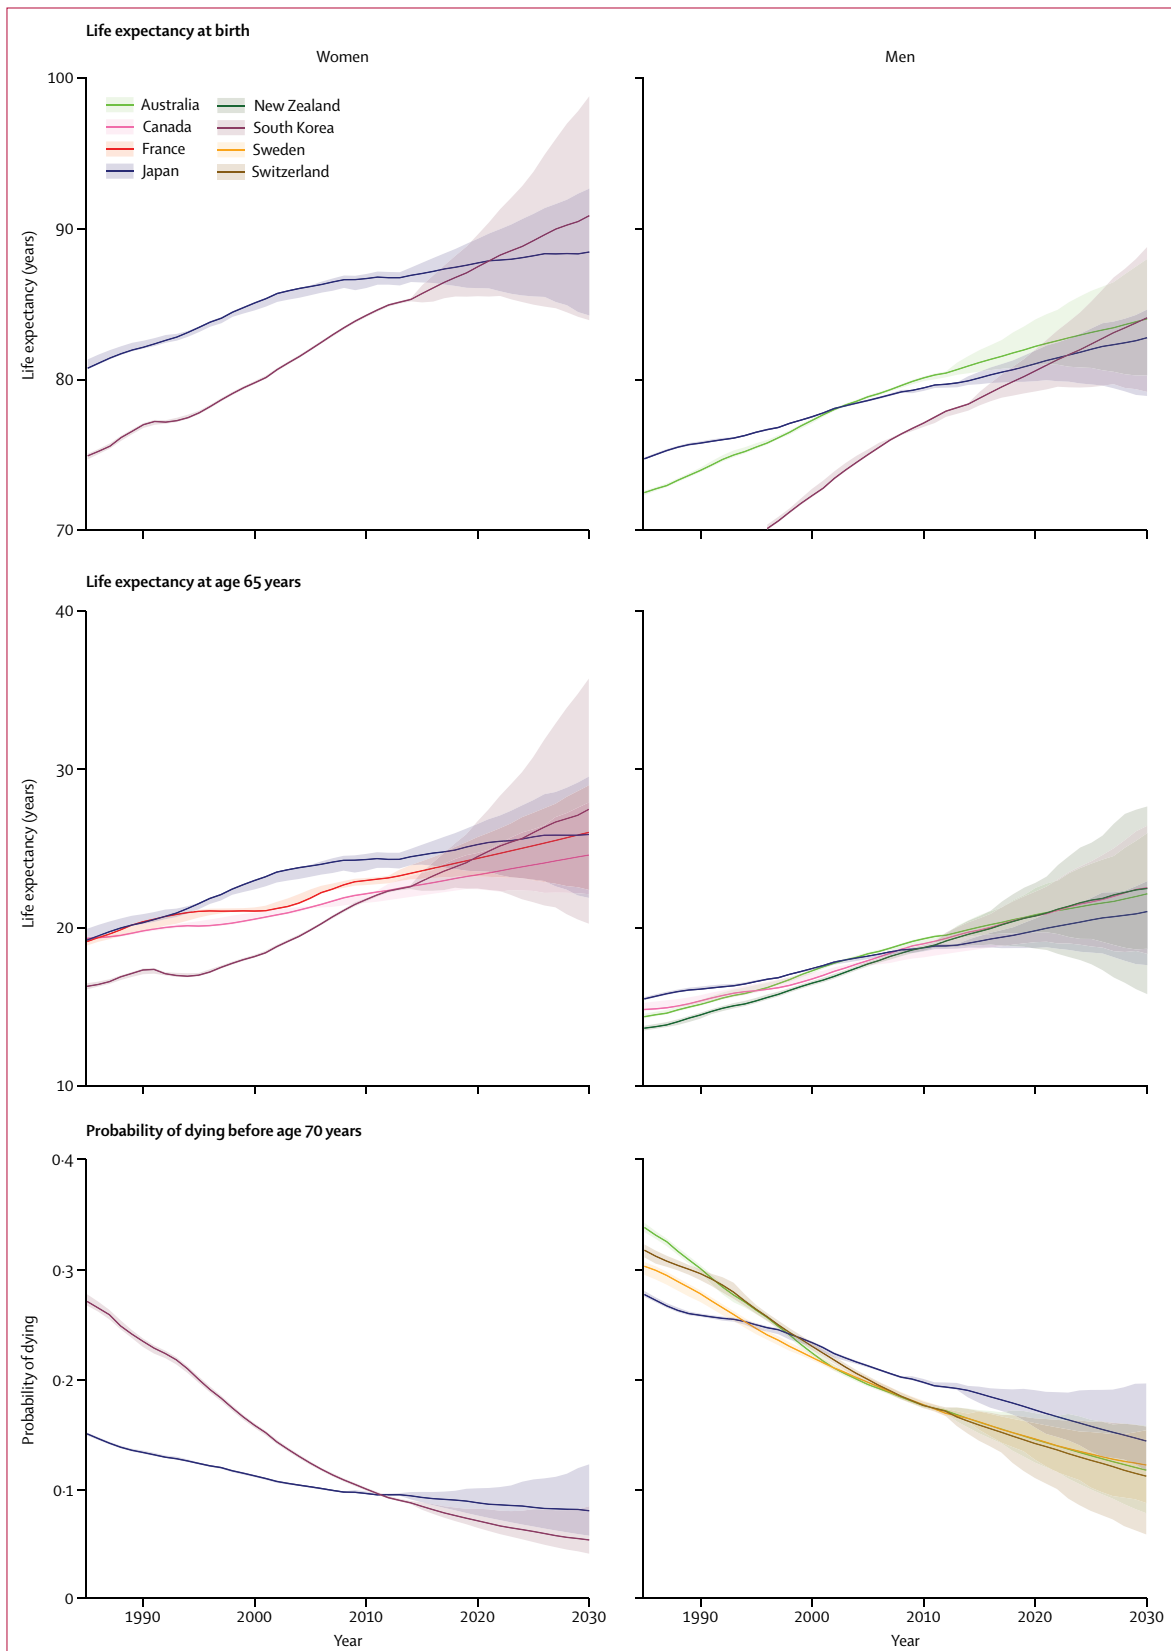 Life expectancy at birth
Women
Men
100
90
80
70
Life expectancy (years)
Australia
Canada
France
Japan
New Zealand
South Korea
Sweden
Switzerland
Life expectancy at age 65 years
40
30
20
10
Life expectancy (years)
Probability of dying before age 70 years
0·4
0·3
0·2
0·1
0
Probability of dying
1990 2000 2010 2020 2030
Year
1990 2000 2010 2020 2030
Year